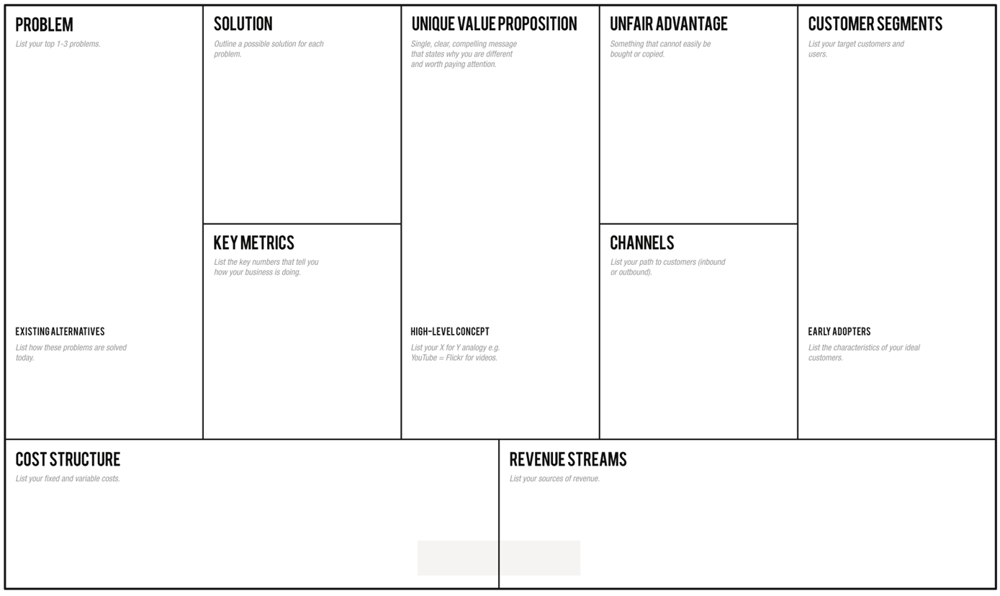 PROBLEM
List your top 1-3 problems.
EXISTING ALTERNATIVES
List how these problems are solved
today.
SOLUTION
Outline a possible solution for each
problem.
KEY METRICS
List the key numbers that tell you
how your business is doing.
UNIQUE VALUE PROPOSITION
Single, clear, compelling message
that states why you are different
and worth paying attention.
HIGH-LEVEL CONCEPT
List your X for Y analogy e.g.
YouTube = Flickr for videos.
UNFAIR ADVANTAGE
Something that cannot easily be
bought or copied.
CHANNELS
List your path to customers (inbound
or outbound).
CUSTOMER SEGMENTS
List your target customers and
users.
EARLY ADOPTERS
List the characteristics of your ideal
customers.
COST STRUCTURE
List your fixed and variable costs.
REVENUE STREAMS
List your sources of revenue.